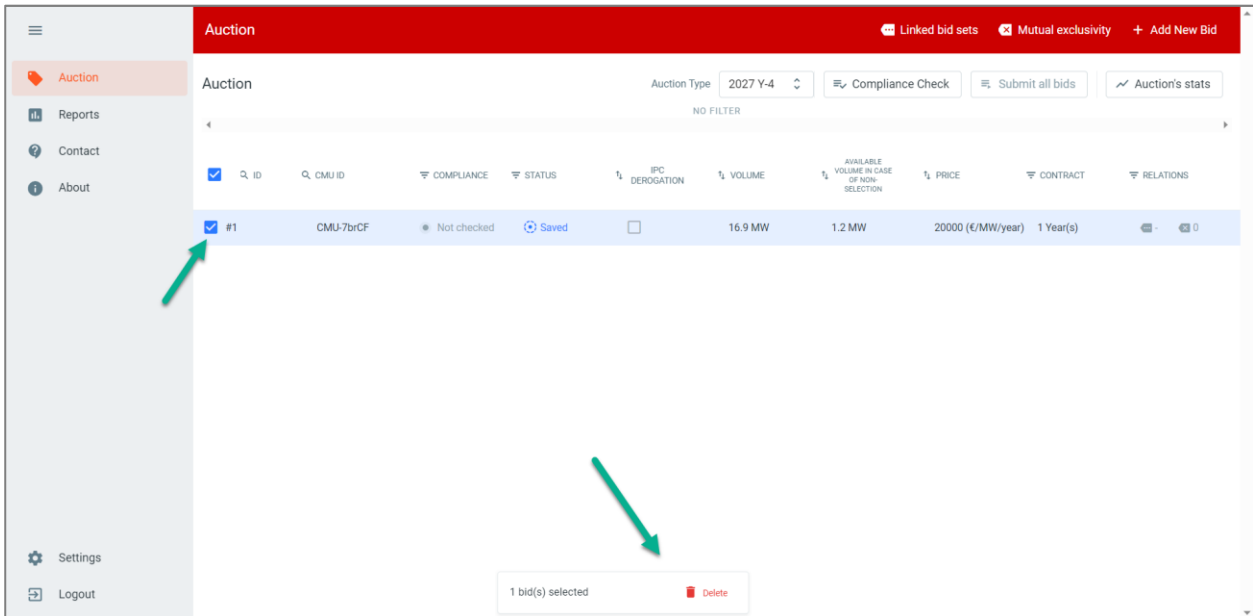 Auction
Linked bid sets
Mutual exclusivity
+ Add New Bid
Auction
Reports
Contact
About
Settings
Logout
Auction
Auction Type
2027 Y-4
Compliance Check
Submit all bids
Auction's stats
NO FILTER
ID
CMU ID
COMPLIANCE
STATUS
IPC
DEROGATION
VOLUME
AVAILABLE
VOLUME IN CASE
OF NON-
SELECTION
PRICE
CONTRACT
RELATIONS
#1 CMU-7brCF Not checked Saved 16.9 MW 1.2 MW 20000 (€/MW/year) 1 Year(s) - 0
1 bid(s) selected Delete